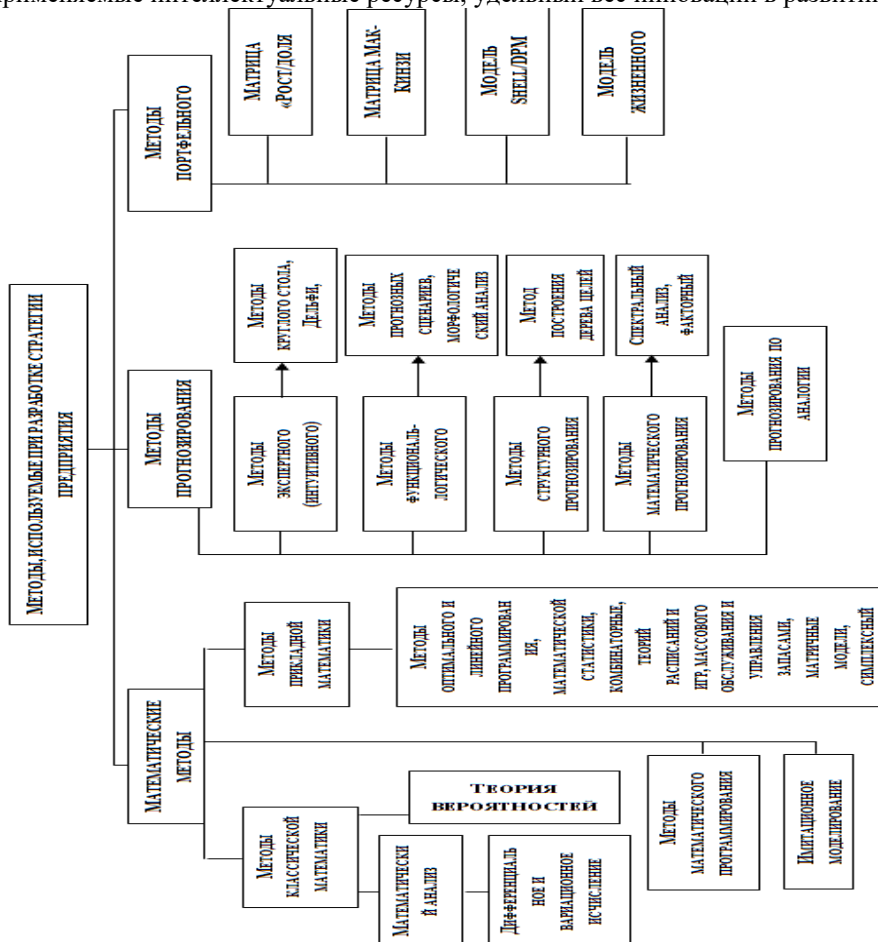 применяемые интеллектуальные ресурсы, удельный вес инноваций в развитии
МЕТОДЫ, ИСПОЛЬЗУЕМЫЕ ПРИ РАЗРАБОТКЕ СТРАТЕГИИ
ПРЕДПРИЯТИЯ
МАТЕМАТИЧЕСКИЕ
МЕТОДЫ
МЕТОДЫ
ПРОГНОЗИРОВАНИЯ
МЕТОДЫ
ПОРТФЕЛЬНОГО
МЕТОДЫ
КЛАССИЧЕСКОЙ
МАТЕМАТИКИ
МЕТОДЫ
ПРИКЛАДНОЙ
МАТЕМАТИКИ
МАТЕМАТИЧЕСКИ
Й АНАЛИЗ
ТЕОРИЯ
ВЕРОЯТНОСТЕЙ
ДИФФЕРЕНЦИАЛЬ
НОЕ И
ВАРИАЦИОННОЕ
ИСЧИСЛЕНИЕ
МЕТОДЫ
ОПТИМАЛЬНОГО И
ЛИНЕЙНОГО
ПРОГРАММИРОВАН
ИЯ,
МАТЕМАТИЧЕСКОЙ
СТАТИСТИКИ,
КОМБИНАТОРНЫЕ,
ТЕОРИЙ
РАСПИСАНИЙ И
ИГР, МАССОВОГО
ОБСЛУЖИВАНИЯ И
УПРАВЛЕНИЯ
ЗАПАСАМИ,
МАТРИЧНЫЕ
МОДЕЛИ,
СИМПЛЕКСНЫЙ
МЕТОДЫ
МАТЕМАТИЧЕСКОГО
ПРОГРАММИРОВАНИЯ
ИМИТАЦИОННОЕ
МОДЕЛИРОВАНИЕ
МЕТОДЫ
ЭКСПЕРТНОГО
(ИНТУИТИВНОГО)
МЕТОДЫ
КРУГЛОГО СТОЛА,
ДЕЛЬФИ,
МЕТОДЫ
ФУНКЦИОНАЛЬ-
ЛОГИЧЕСКОГО
МЕТОДЫ
ПРОГНОЗНЫХ
СЦЕНАРИЕВ,
МОРФОЛОГИЧЕ
СКИЙ АНАЛИЗ
МЕТОДЫ
СТРУКТУРНОГО
ПРОГНОЗИРОВАНИЯ
МЕТОД
ПОСТРОЕНИЯ
ДЕРЕВА ЦЕЛЕЙ
МЕТОДЫ
МАТЕМАТИЧЕСКОГО
ПРОГНОЗИРОВАНИЯ
СПЕКТРАЛЬНЫЙ
АНАЛИЗ,
ФАКТОРНЫЙ
МЕТОДЫ
ПРОГНОЗИРОВАНИЯ ПО
АНАЛОГИИ
МАТРИЦА
«РОСТ/ДОЛЯ
МАТРИЦА МАК-
КИНЗИ
МОДЕЛЬ
SHELL/DPM
МОДЕЛЬ
ЖИЗНЕННОГО